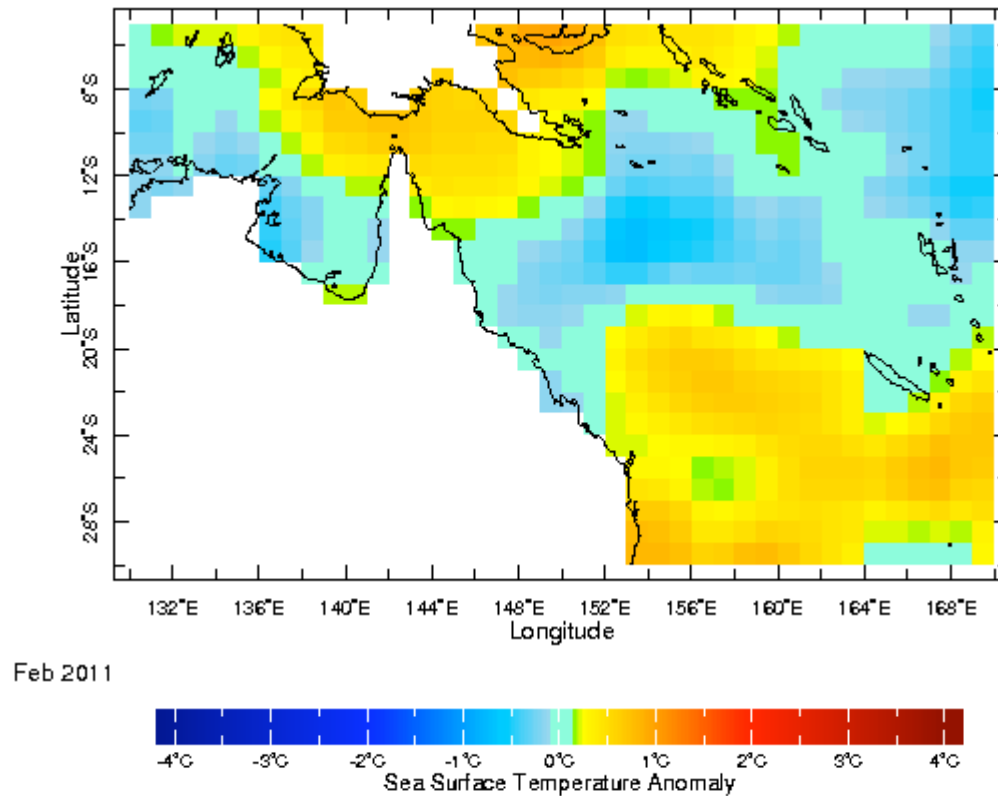 8°S
12°S
16°S
20°S
24°S
28°S
Latitude
132°E 136°E 140°E 144°E 148°E 152°E 156°E 160°E 164°E 168°E
Longitude
Feb 2011
-4°C -3°C -2°C -1°C 0°C 1°C 2°C 3°C 4°C
Sea Surface Temperature Anomaly